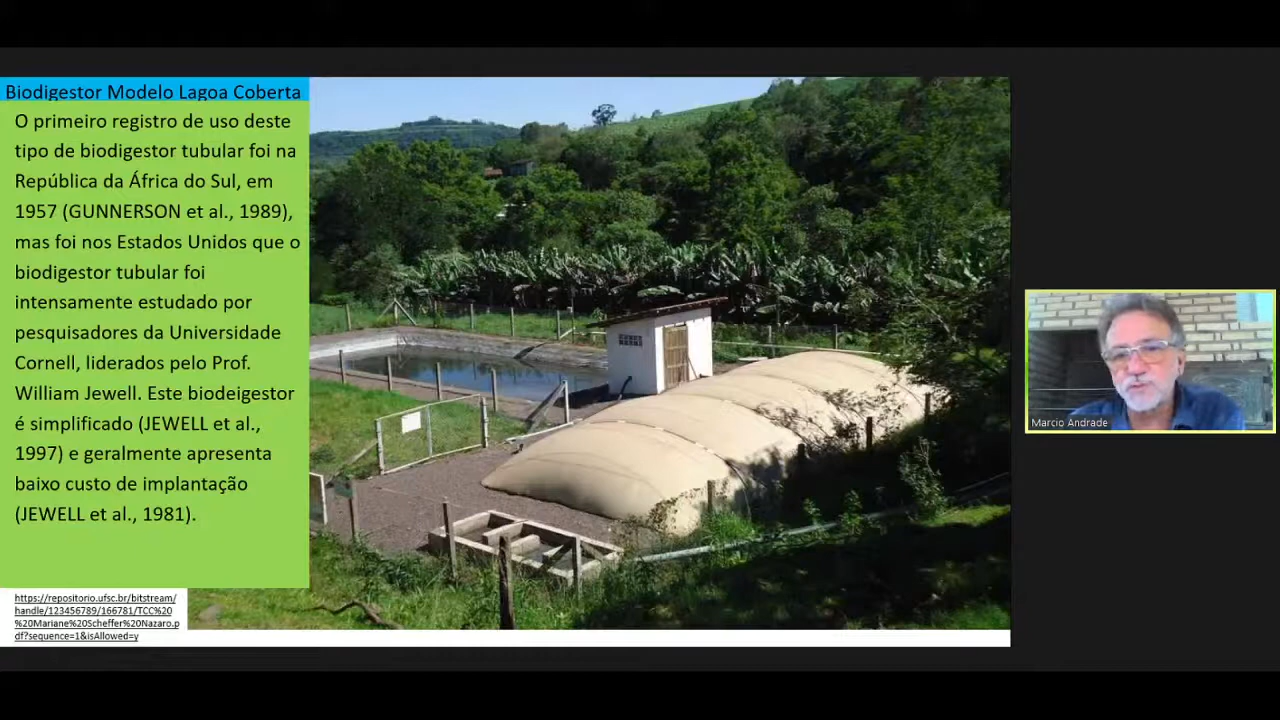 Biodigestor Modelo Lagoa Coberta
O primeiro registro de uso deste
tipo de biodigestor tubular foi na
República da África do Sul, em
1957 (GUNNERSON et al., 1989),
mas foi nos Estados Unidos que o
biodigestor tubular foi
intensamente estudado por
pesquisadores da Universidade
Cornell, liderados pelo Prof.
William Jewell. Este biodeigestor
é simplificado (JEWELL et al.,
1997) e geralmente apresenta
baixo custo de implantação
(JEWELL et al., 1981).
https://repositorio.ufsc.br/bitstream/
handle/123456789/166781/TCC%20
%20Mariane%20Scheffer%20Nazaro.p
df?sequence=1&isAllowed=y
Marcio Andrade